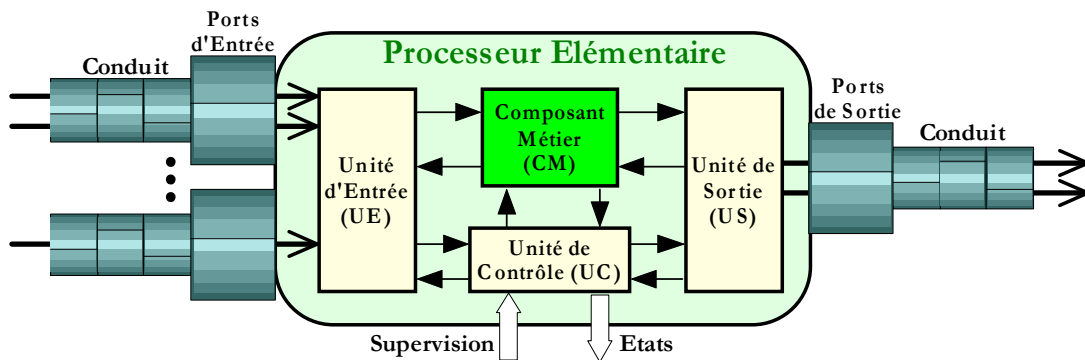 Ports
d'Entrée
Conduit
Processeur Elémentaire
Ports
de Sortie
Conduit
Composant
Métier
(CM)
Unité
d'Entrée
(UE)
Unité de
Sortie
(US)
Unité de
Contrôle (UC)
Supervision
Etats